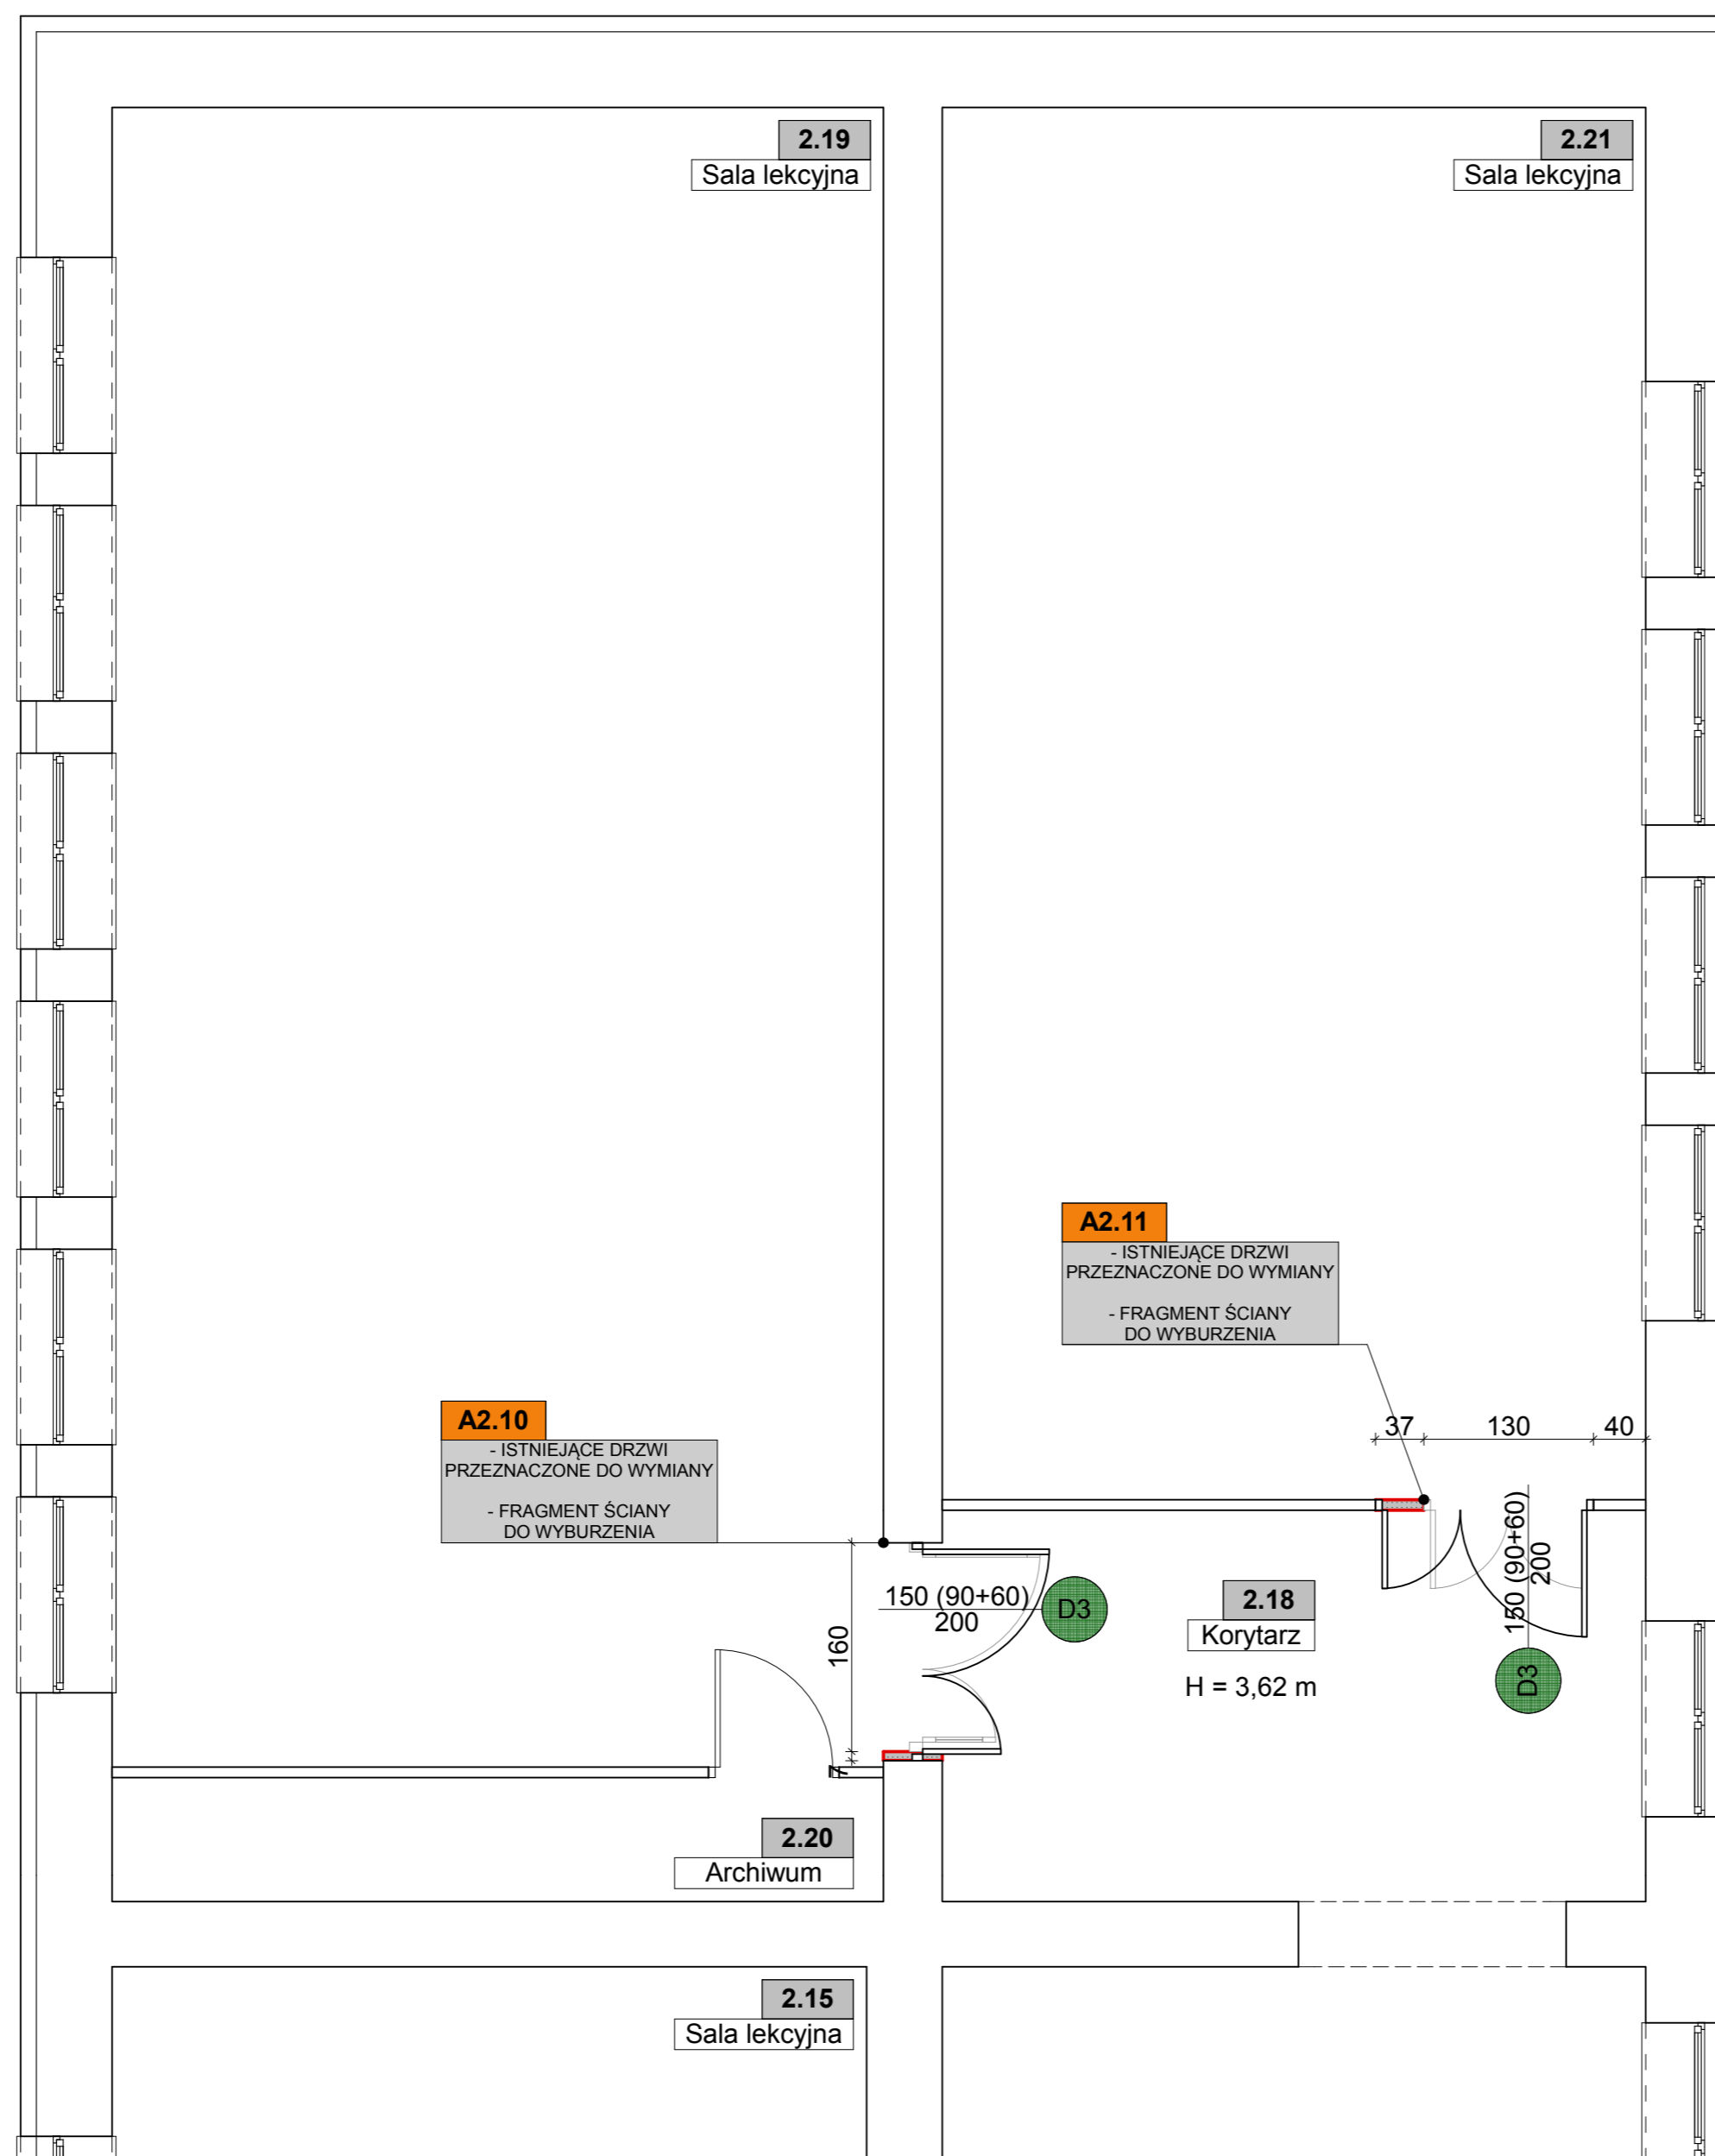 2.19
Sala lekcyjna
2.21
Sala lekcyjna
A2.11
- ISTNIEJĄCE DRZWI
PRZEZNACZONE DO WYMIANY
- FRAGMENT ŚCIANY
DO WYBURZENIA
A2.10
- ISTNIEJĄCE DRZWI
PRZEZNACZONE DO WYMIANY
- FRAGMENT ŚCIANY
DO WYBURZENIA
37
130
40
150 (90+60)
200
D3
160
7
150 (90+60)
200
D3
2.18
Korytarz
H = 3,62 m
2.20
Archiwum
2.15
Sala lekcyjna